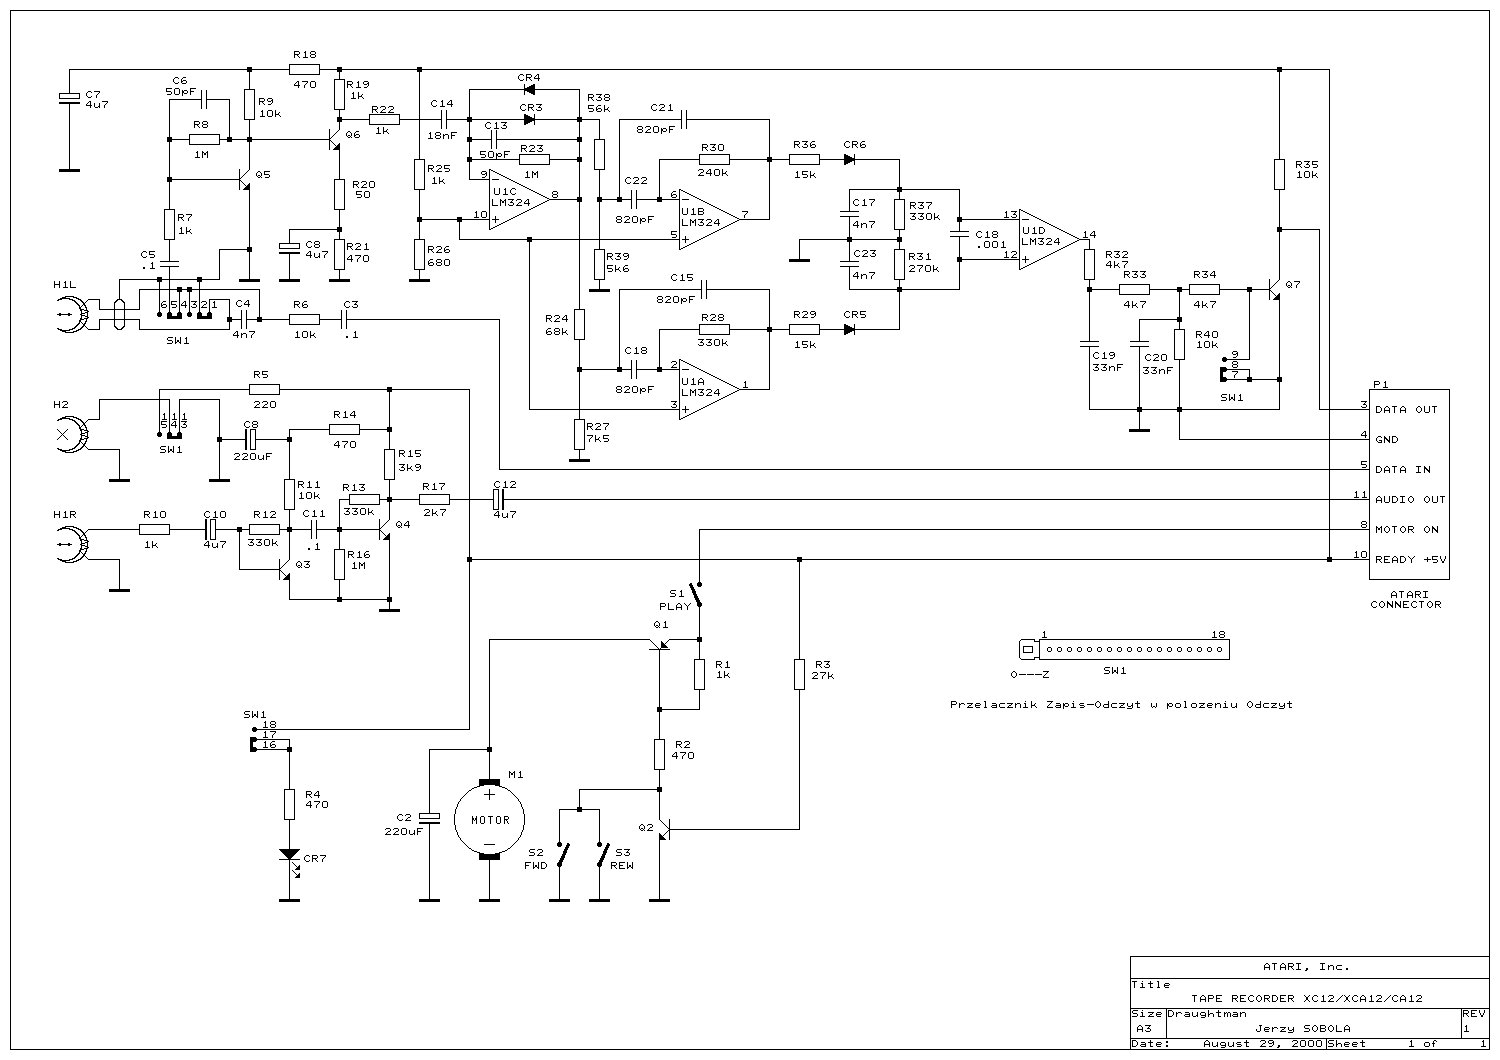 R18
470
C7
4u7
C6
50pF
R9
10k
R8
1M
R19
1k
R22
1k
Q6
Q5
R20
50
R7
1k
C5
.1
C8
4u7
R21
470
R25
1k
R26
680
C14
18nF
CR4
CR3
C13
50pF
R23
1M
9
10
8
U1C
LM324
R38
56k
C21
820pF
R30
240k
C22
820pF
6
5
7
U1B
LM324
R39
5k6
R36
15k
CR6
C17
4n7
R37
330k
C23
4n7
R31
270k
C18
.001
13
12
14
U1D
LM324
R32
4k7
R33
4k7
R34
4k7
R35
10k
Q7
R40
10k
C19
33nF
C20
33nF
9
8
7
SW1
H1L
6 5 4 3 2 1
SW1
C4
4n7
R6
10k
C3
.1
R24
68k
C15
820pF
R28
330k
C18
820pF
2
3
1
U1A
LM324
R29
15k
CR5
R27
7k5
P1
3 DATA OUT
4 GND
5 DATA IN
11 AUDIO OUT
8 MOTOR ON
10 READY +5V
ATARI
CONNECTOR
H2
R5
220
1 1 1
5 4 3
SW1
C8
220uF
R14
470
R15
3k9
R11
10k
R13
330k
R17
2k7
C12
4u7
H1R
R10
1k
C10
4u7
R12
330k
C11
.1
Q4
Q3
R16
1M
S1
PLAY
Q1
R1
1k
R3
27k
R2
470
Q2
S2
FWD
S3
REW
M1
+
MOTOR
C2
220uF
SW1
18
17
16
R4
470
CR7
1 18
SW1
O---Z
Przelacznik Zapis-Odczyt w polozeniu Odczyt
ATARI, Inc.
Title
TAPE RECORDER XC12/XCA12/CA12
Size Draughtman REV
A3 Jerzy SOBOLA 1
Date: August 29, 2000 Sheet 1 of 1